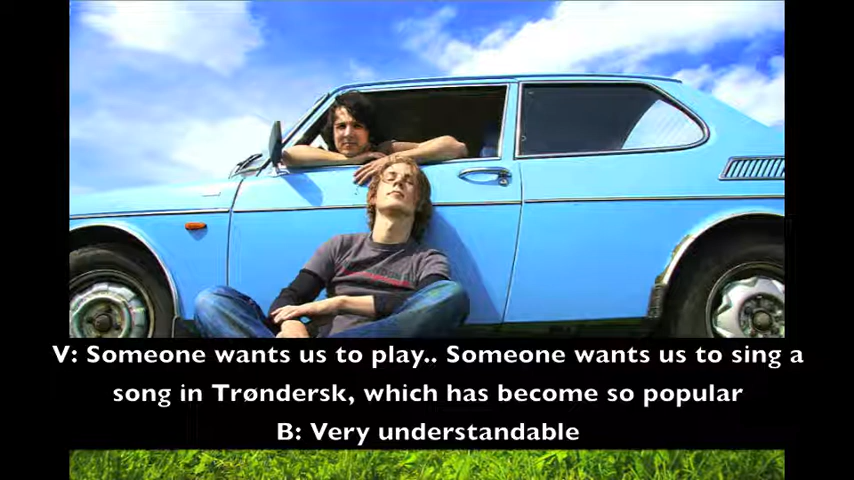 V: Someone wants us to play.. Someone wants us to sing a
song in Trøndersk, which has become so popular
B: Very understandable